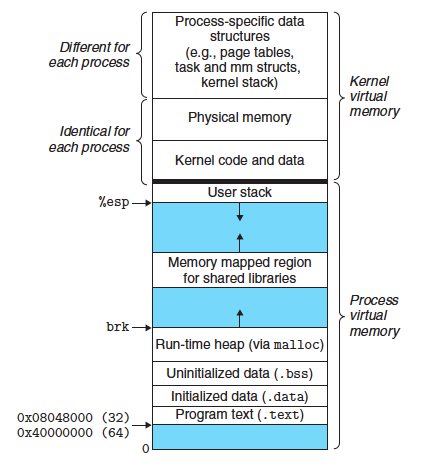 Process-specific data
structures
(e.g., page tables,
task and mm structs,
kernel stack)
Different for
each process
Kernel
virtual
memory
Physical memory
Identical for
each process
Kernel code and data
User stack
%esp
Memory mapped region
for shared libraries
Process
virtual
memory
brk
Run-time heap (via malloc)
Uninitialized data (.bss)
Initialized data (.data)
Program text (.text)
0x08048000 (32)
0x40000000 (64)
0